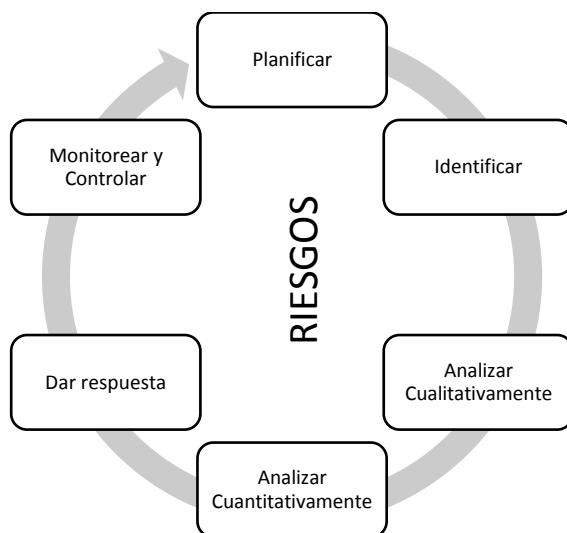 Planificar
Identificar
Analizar
Cualitativamente
Analizar
Cuantitativamente
Dar respuesta
Monitorear y
Controlar
RIESGOS